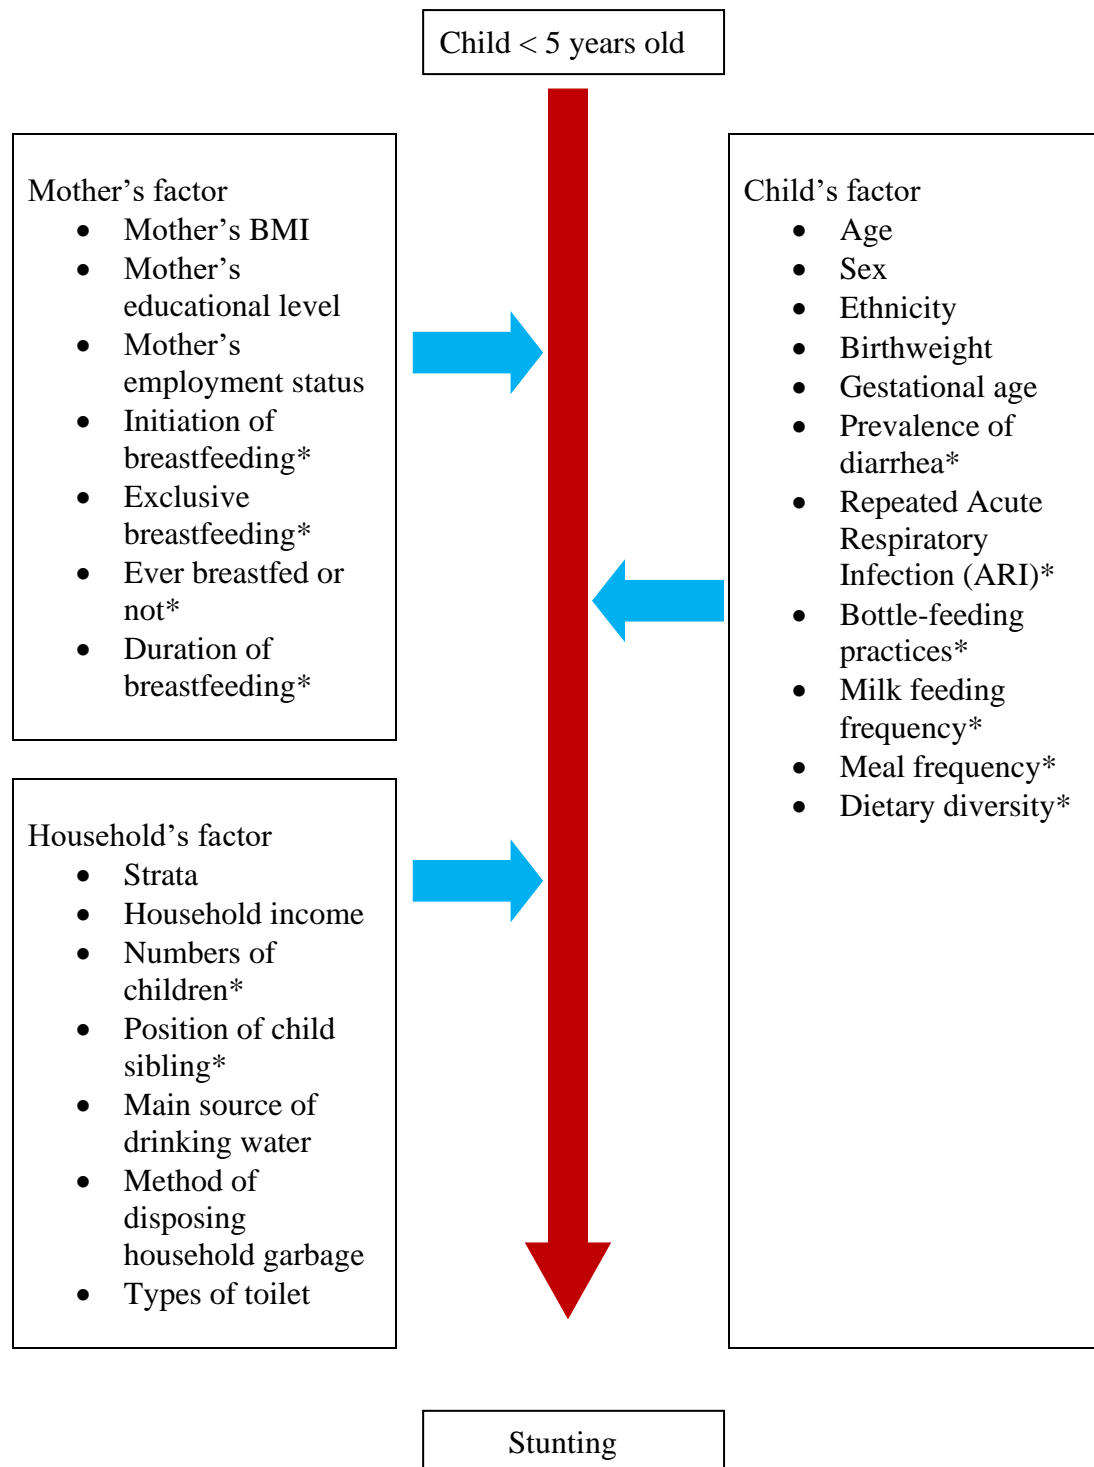 Child < 5 years old
Mother’s factor
• Mother’s BMI
• Mother’s
educational level
• Mother’s
employment status
• Initiation of
breastfeeding*
• Exclusive
breastfeeding*
• Ever breastfed or
not*
• Duration of
breastfeeding*
Household’s factor
• Strata
• Household income
• Numbers of
children*
• Position of child
sibling*
• Main source of
drinking water
• Method of
disposing
household garbage
• Types of toilet
Child’s factor
• Age
• Sex
• Ethnicity
• Birthweight
• Gestational age
• Prevalence of
diarrhea*
• Repeated Acute
Respiratory
Infection (ARI)*
• Bottle-feeding
practices*
• Milk feeding
frequency*
• Meal frequency*
• Dietary diversity*
Stunting